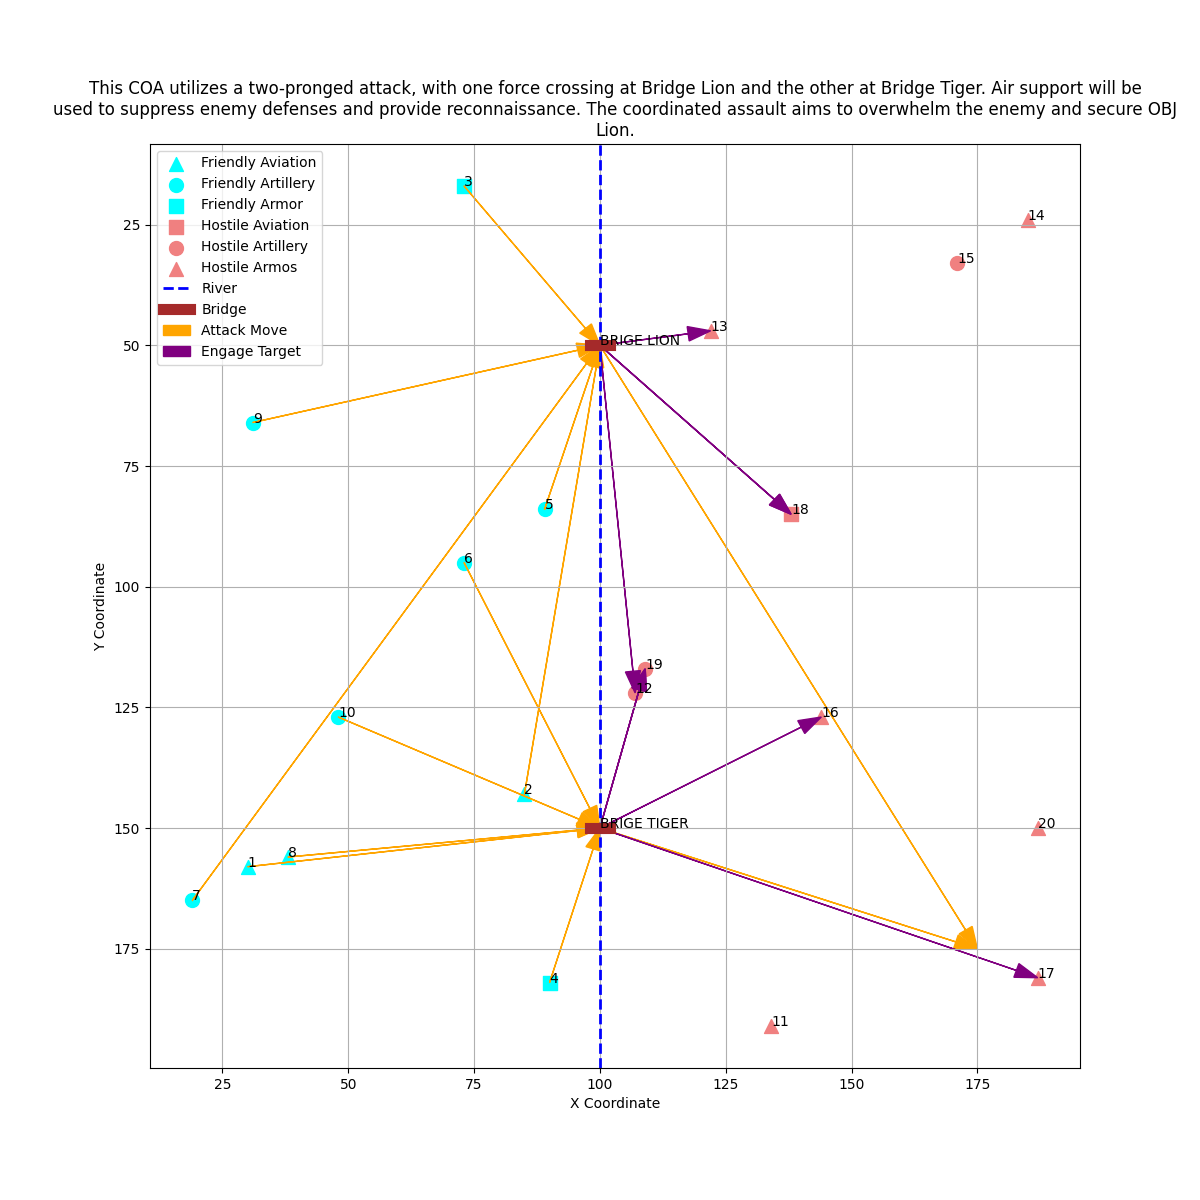 This COA utilizes a two-pronged attack, with one force crossing at Bridge Lion and the other at Bridge Tiger. Air support will be
used to suppress enemy defenses and provide reconnaissance. The coordinated assault aims to overwhelm the enemy and secure OBJ
Lion.
Friendly Aviation
Friendly Artillery
Friendly Armor
Hostile Aviation
Hostile Artillery
Hostile Armos
River
Bridge
Attack Move
Engage Target
3
14
15
13
BRIGE LION
9
5
18
6
19
12
10
16
2
BRIGE TIGER
20
8
1
7
4
17
11
25
50
75
100
125
150
175
Y Coordinate
25
50
75
100
125
150
175
X Coordinate